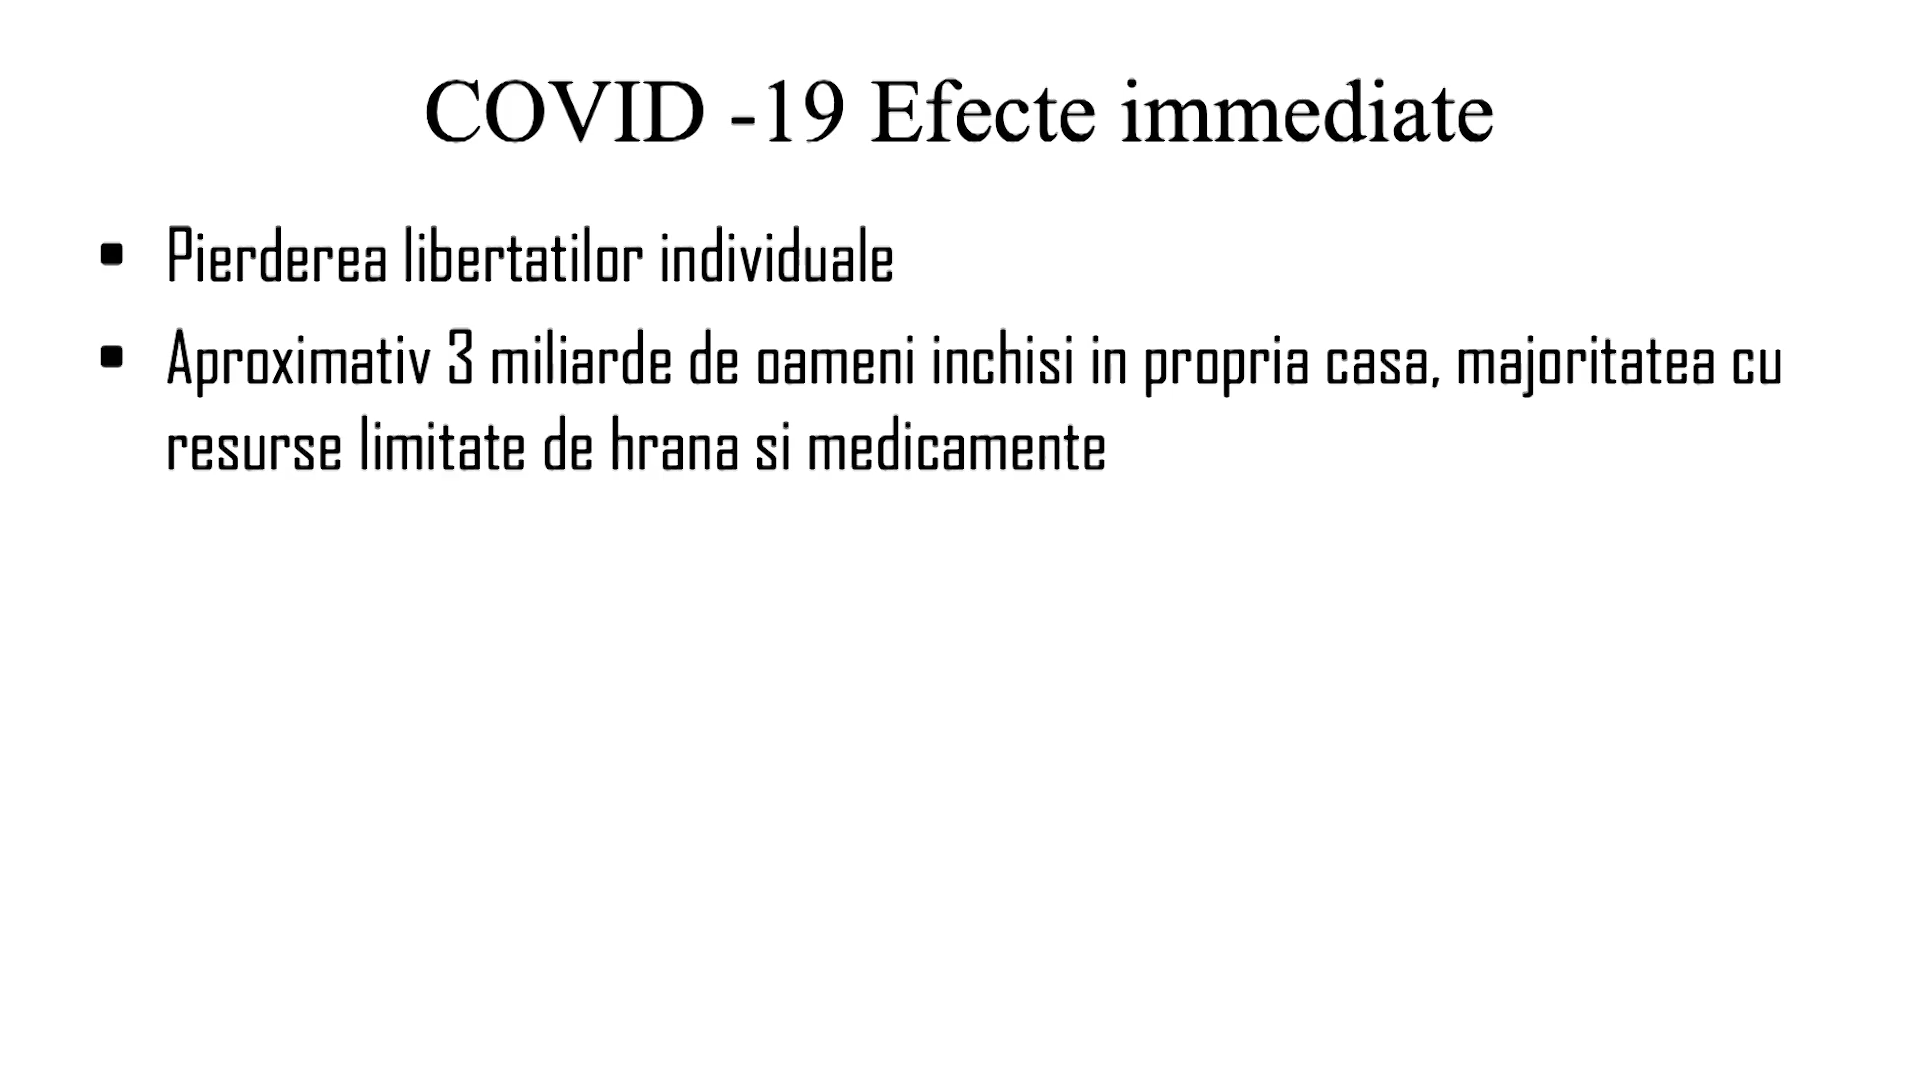 COVID -19 Efecte immediate
▪ Pierderea libertatilor individuale
▪ Aproximativ 3 miliarde de oameni inchisi in propria casa, majoritatea cu
resurse limitate de hrana si medicamente